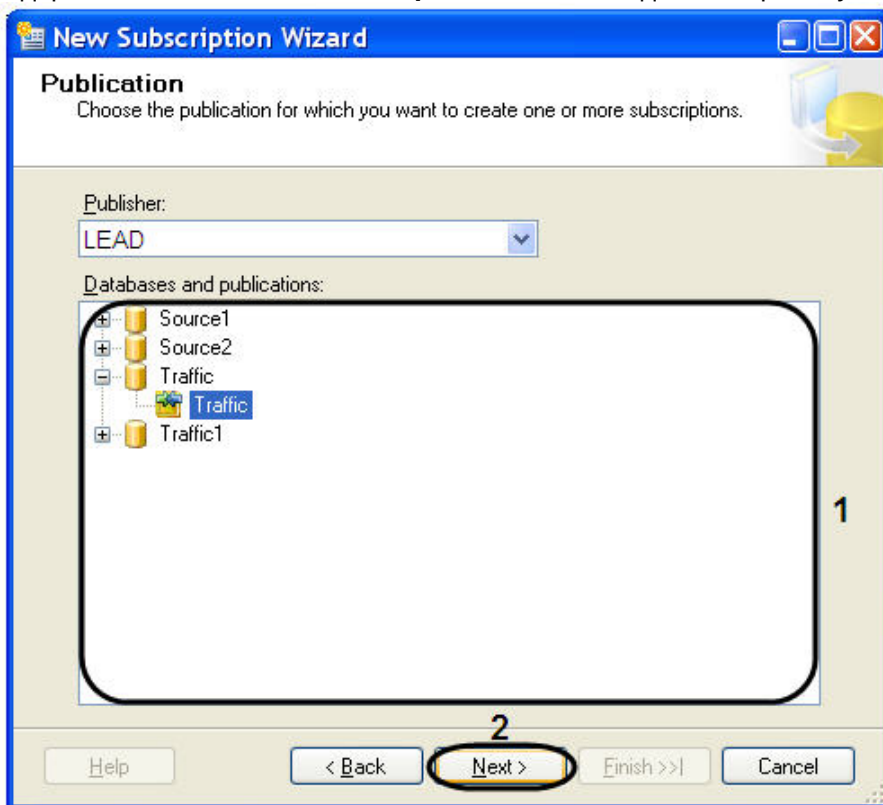 New Subscription Wizard
Publication
Choose the publication for which you want to create one or more subscriptions.
Publisher:
LEAD
Databases and publications:
Source1
Source2
Traffic
Traffic
Traffic1
1
2
Help
< Back
Next >
Finish >>|
Cancel